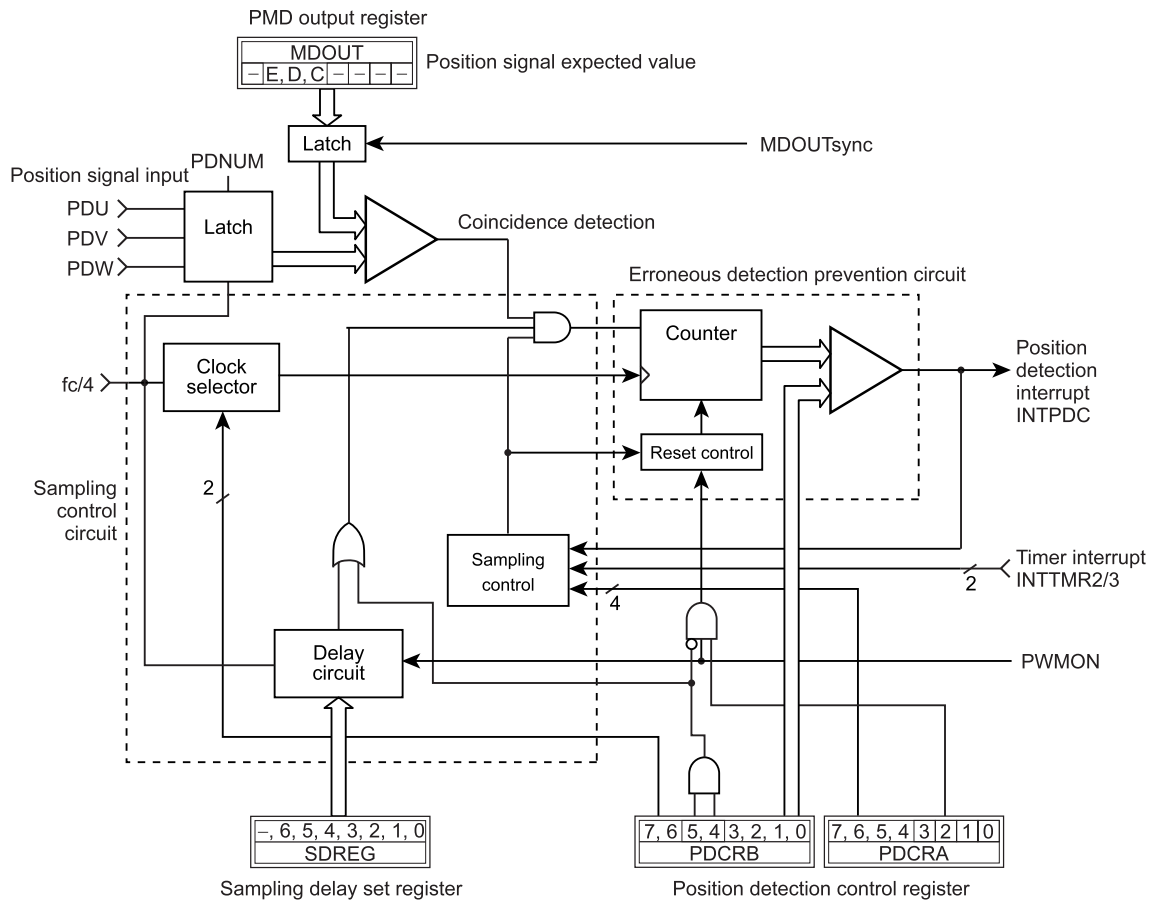 PMD output register
MDOUT
Position signal expected value
– E, D, C – – – –
Latch
MDOUTsync
PDNUM
Position signal input
PDU
Latch
Coincidence detection
PDV
PDW
Erroneous detection prevention circuit
Counter
Clock
selector
fc/4
Position
detection
interrupt
INTPDC
Reset control
2
Sampling
control
circuit
Sampling
control
Timer interrupt
INTTMR2/3
2
4
Delay
circuit
PWMON
–, 6, 5, 4, 3, 2, 1, 0
SDREG
7, 6 5, 4 3, 2, 1, 0
PDCRB
7, 6, 5, 4 3 2 1 0
PDCRA
Sampling delay set register
Position detection control register